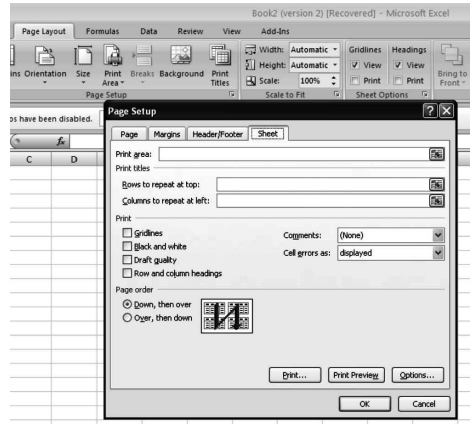 Book2 (version 2) [Recovered] - Microsoft Excel
Page Layout Formulas Data Review View Add-Ins
ins Orientation Size Print Area Breaks Background Print Titles
Page Setup
Width: Automatic
Height: Automatic
Scale: 100%
Scale to Fit
Gridlines Headings
View View
Print Print
Sheet Options
Bring to Front
os have been disabled.
fx
C D
Page Setup
Page Margins Header/Footer Sheet
Print area:
Print titles
Rows to repeat at top:
Columns to repeat at left:
Print
Gridlines
Black and white
Draft quality
Row and column headings
Comments: (None)
Cell errors as: displayed
Page order
Down, then over
Over, then down
Print... Print Preview Options...
OK Cancel